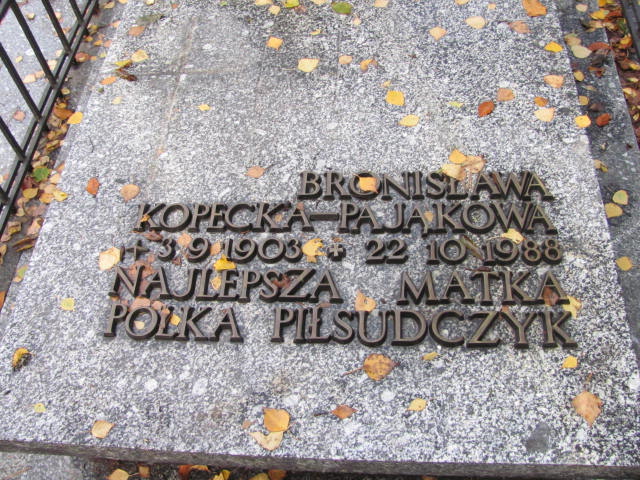 BRONISŁAWA
KOPECKA-PAJĄKOWA
* 3.9.1903 + 22.10.1988
NAJLEPSZA MATKA
POLKA PIŁSUDCZYK